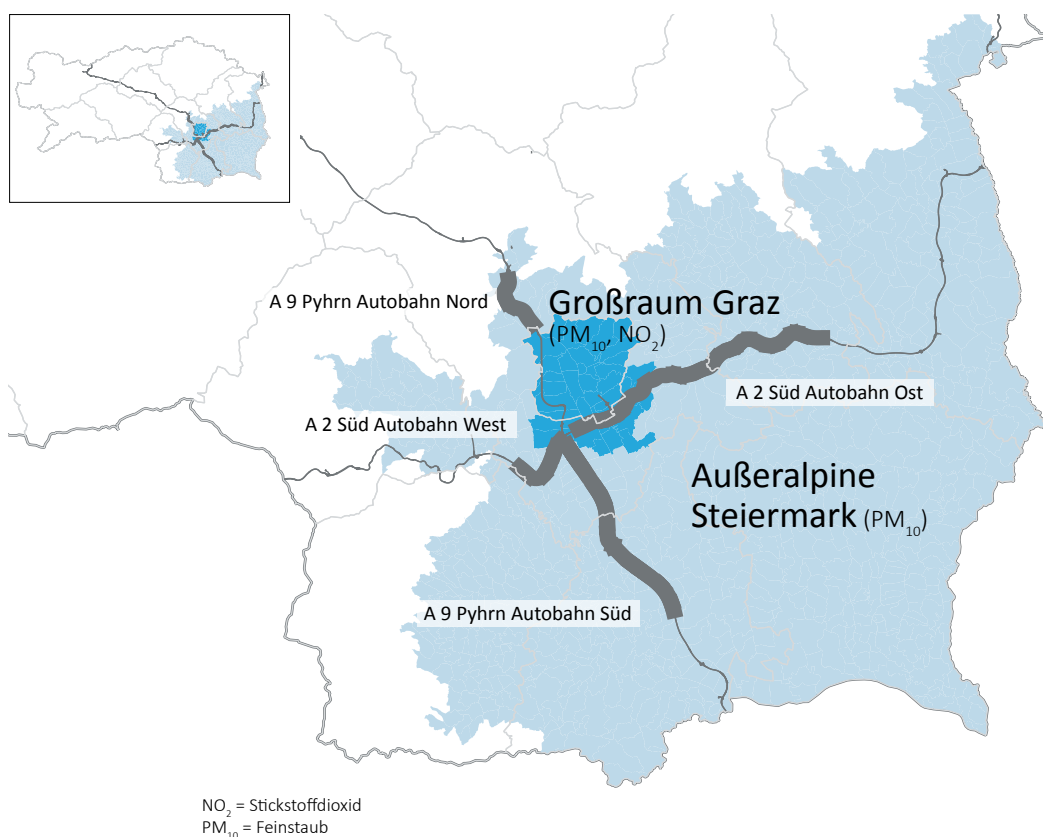 A 9 Pyhrn Autobahn Nord
Großraum Graz
(PM₁₀, NO₂)
A 2 Süd Autobahn Ost
A 2 Süd Autobahn West
Außeralpine
Steiermark (PM₁₀)
A 9 Pyhrn Autobahn Süd
NO₂ = Stickstoffdioxid
PM₁₀ = Feinstaub